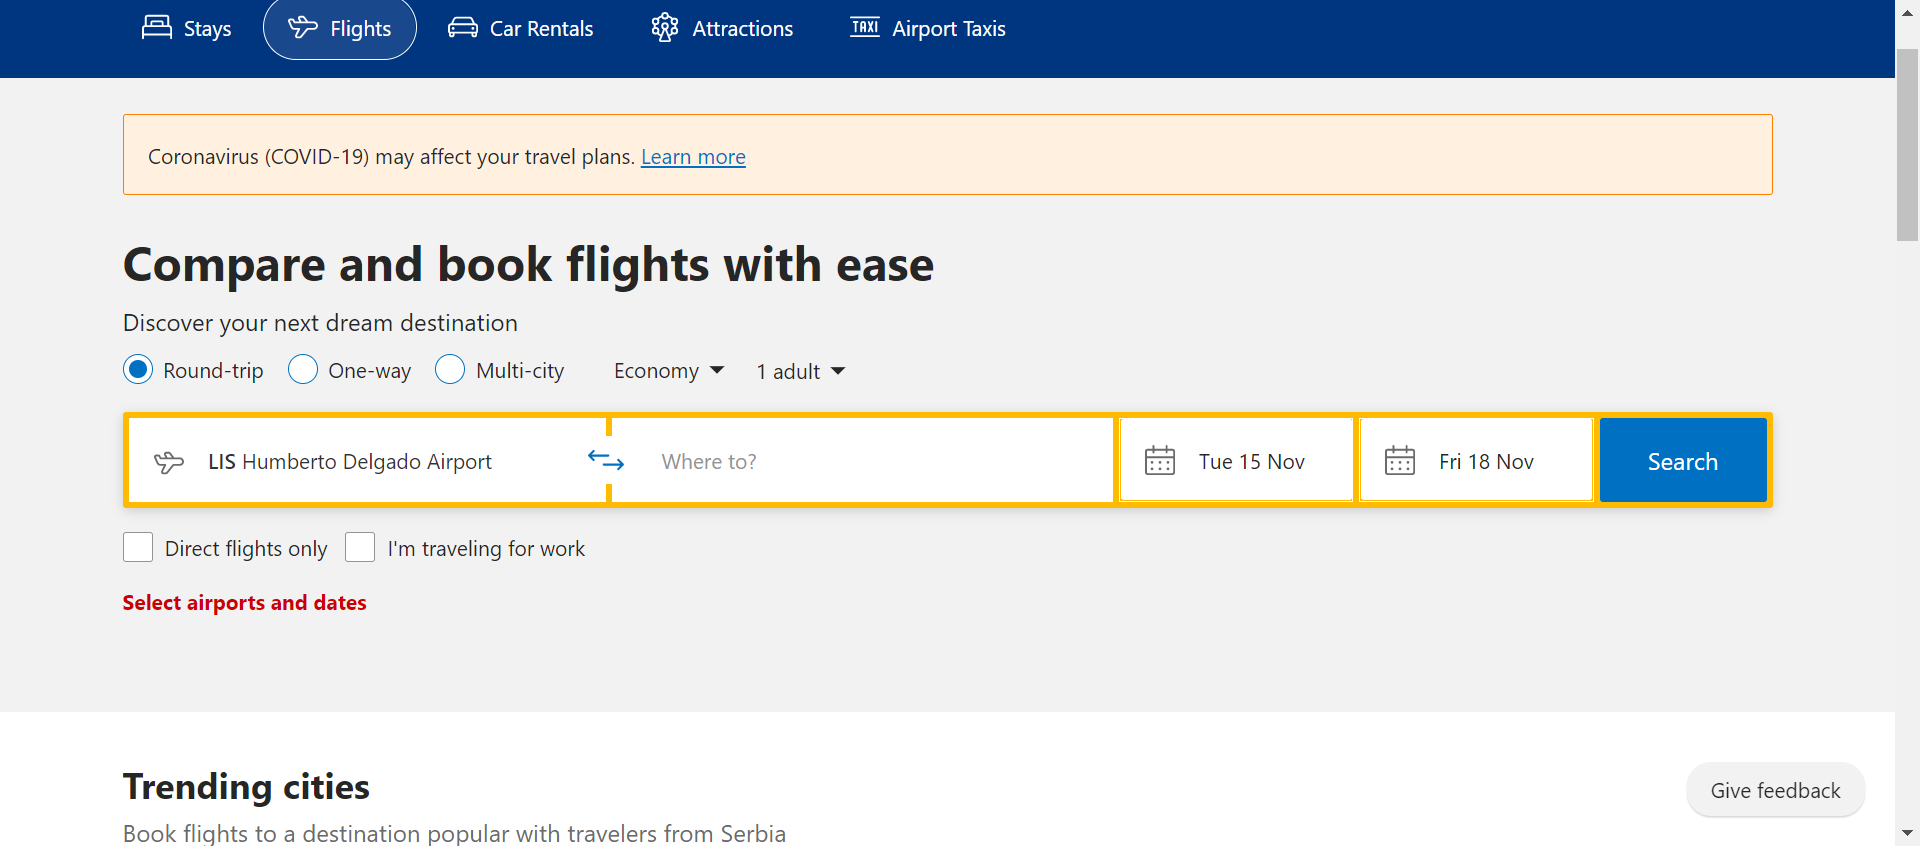 Stays Flights Car Rentals TAXI Airport Taxis Attractions
Coronavirus (COVID-19) may affect your travel plans. Learn more
Compare and book flights with ease
Discover your next dream destination
Round-trip One-way Multi-city Economy 1 adult
LIS Humberto Delgado Airport Where to? Tue 15 Nov Fri 18 Nov Search
Direct flights only I'm traveling for work
Select airports and dates
Trending cities
Give feedback
Book flights to a destination popular with travelers from Serbia